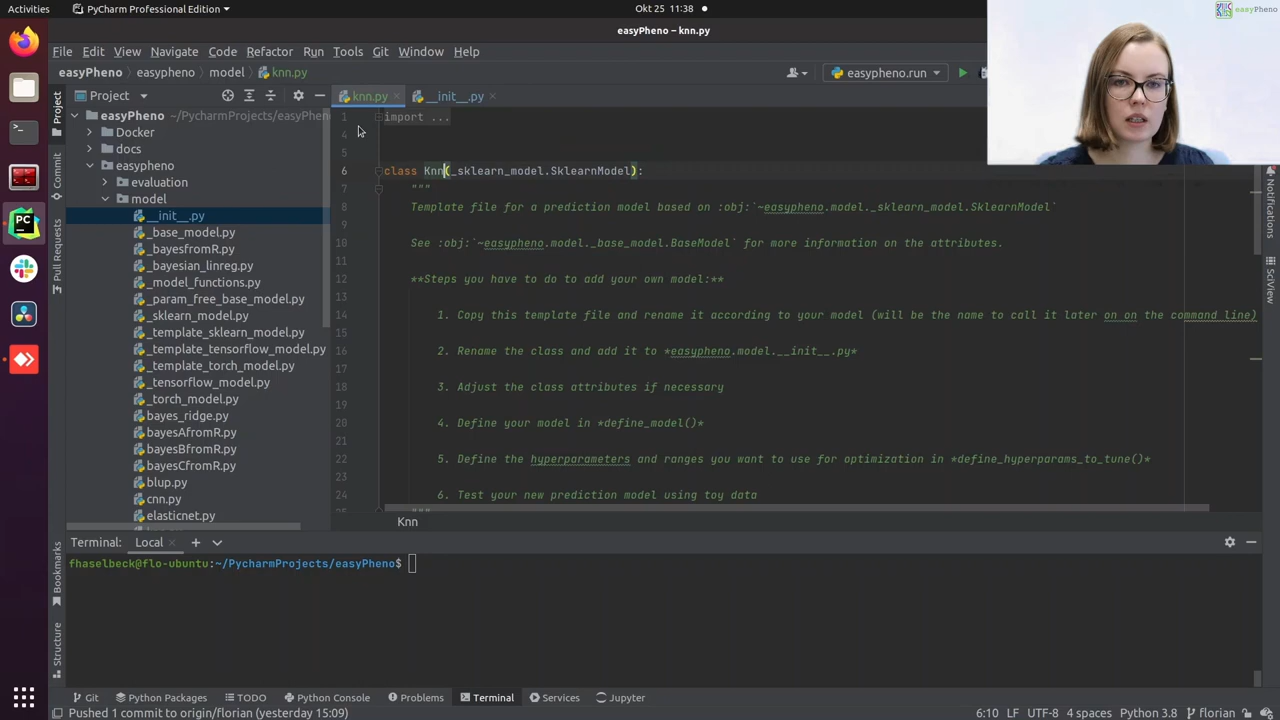 Activities
PyCharm Professional Edition
Okt 25 11:38
easyPheno
easyPheno – knn.py
File Edit View Navigate Code Refactor Run Tools Git Window Help
easyPheno easypheno model knn.py
easypheno.run
Project
knn.py
__init__.py
easyPheno ~/PycharmProjects/easyPheno
Docker
docs
easypheno
evaluation
model
__init__.py
_base_model.py
_bayesfromR.py
_bayesian_linreg.py
_model_functions.py
_param_free_base_model.py
_sklearn_model.py
_template_sklearn_model.py
_template_tensorflow_model.py
_template_torch_model.py
_tensorflow_model.py
_torch_model.py
bayes_ridge.py
bayesAfromR.py
bayesBfromR.py
bayesCfromR.py
blup.py
cnn.py
elasticnet.py
1 import ...
4
5
6 class Knn(_sklearn_model.SklearnModel):
7 """
8 Template file for a prediction model based on :obj:`~easypheno.model._sklearn_model.SklearnModel`
9
10 See :obj:`~easypheno.model._base_model.BaseModel` for more information on the attributes.
11
12 **Steps you have to do to add your own model:**
13
14 1. Copy this template file and rename it according to your model (will be the name to call it later on on the command line)
15
16 2. Rename the class and add it to *easypheno.model.__init__.py*
17
18 3. Adjust the class attributes if necessary
19
20 4. Define your model in *define_model()*
21
22 5. Define the hyperparameters and ranges you want to use for optimization in *define_hyperparams_to_tune()*
23
24 6. Test your new prediction model using toy data
"""
Knn
Project
Commit
Pull Requests
Bookmarks
Structure
Notifications
SciView
Terminal: Local
fhaselbeck@flo-ubuntu:~/PycharmProjects/easyPheno$
Git Python Packages TODO Python Console Problems Terminal Services Jupyter
Pushed 1 commit to origin/florian (yesterday 15:09)
6:10 LF UTF-8 4 spaces Python 3.8 florian